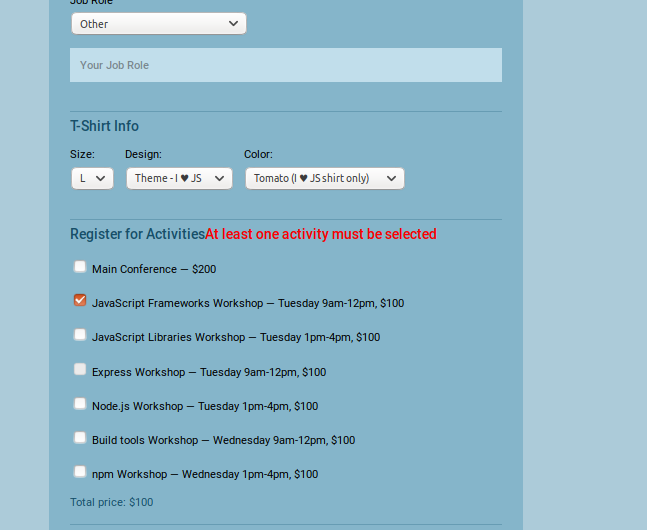 Job Role
Other
Your Job Role
T-Shirt Info
Size: Design: Color:
L Theme - I ♥ JS Tomato (I ♥ JS shirt only)
Register for ActivitiesAt least one activity must be selected
Main Conference — $200
JavaScript Frameworks Workshop — Tuesday 9am-12pm, $100
JavaScript Libraries Workshop — Tuesday 1pm-4pm, $100
Express Workshop — Tuesday 9am-12pm, $100
Node.js Workshop — Tuesday 1pm-4pm, $100
Build tools Workshop — Wednesday 9am-12pm, $100
npm Workshop — Wednesday 1pm-4pm, $100
Total price: $100